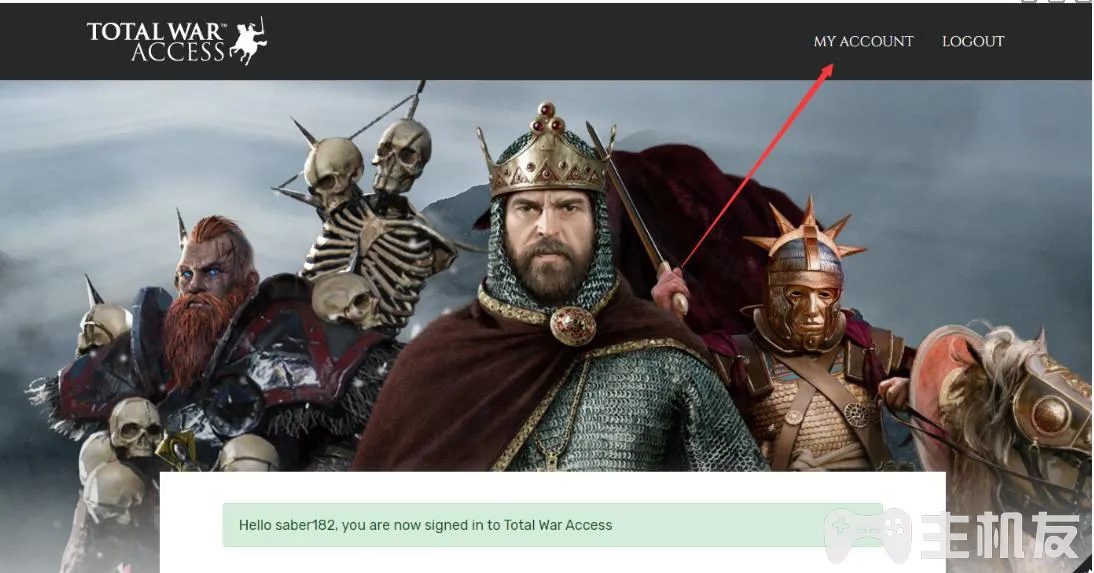 TOTAL WAR™
ACCESS
MY ACCOUNT
LOGOUT
Hello saber182, you are now signed in to Total War Access
主机友